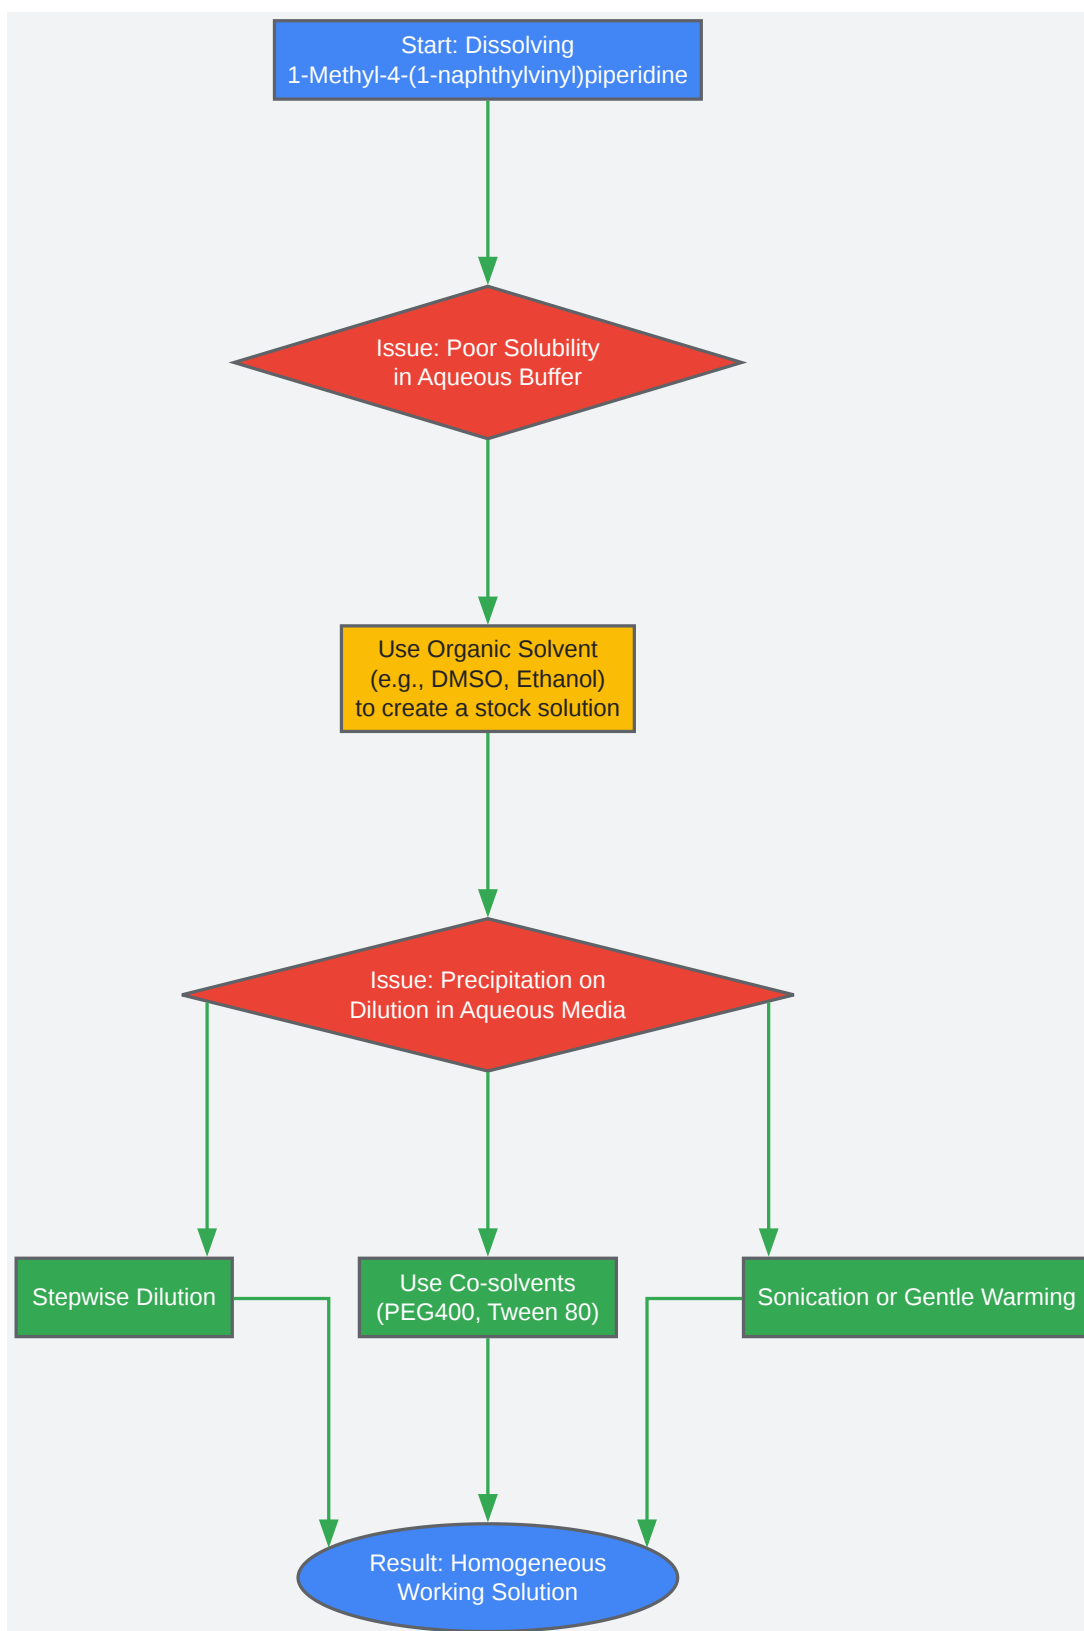 Start: Dissolving
1-Methyl-4-(1-naphthylvinyl)piperidine
Issue: Poor Solubility
in Aqueous Buffer
Use Organic Solvent
(e.g., DMSO, Ethanol)
to create a stock solution
Issue: Precipitation on
Dilution in Aqueous Media
Stepwise Dilution
Use Co-solvents
(PEG400, Tween 80)
Sonication or Gentle Warming
Result: Homogeneous
Working Solution